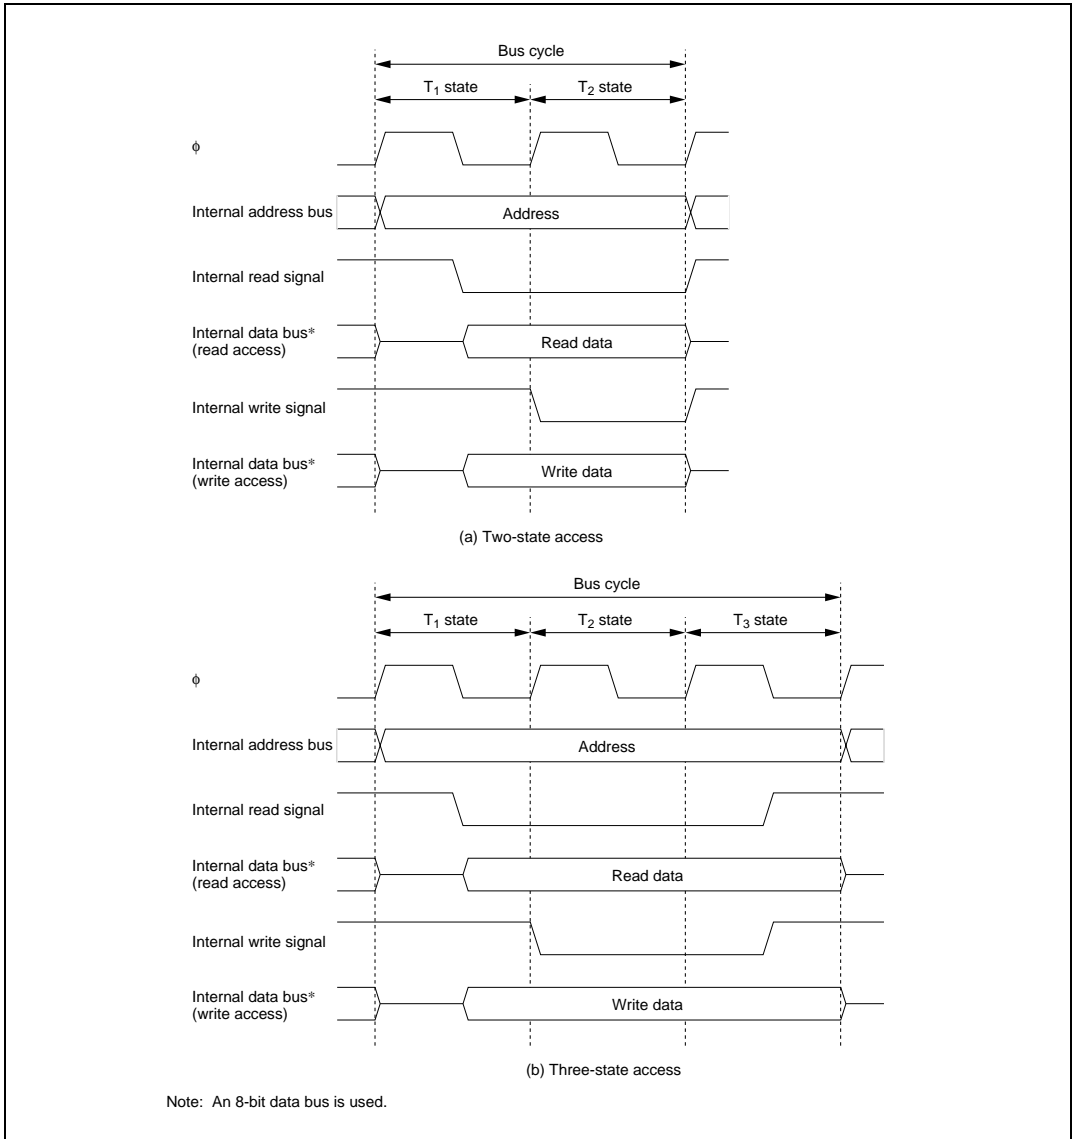 Bus cycle
T₁ state T₂ state
ϕ
Internal address bus Address
Internal read signal
Internal data bus*
(read access) Read data
Internal write signal
Internal data bus*
(write access) Write data
(a) Two-state access
Bus cycle
T₁ state T₂ state T₃ state
ϕ
Internal address bus Address
Internal read signal
Internal data bus*
(read access) Read data
Internal write signal
Internal data bus*
(write access) Write data
(b) Three-state access
Note: An 8-bit data bus is used.